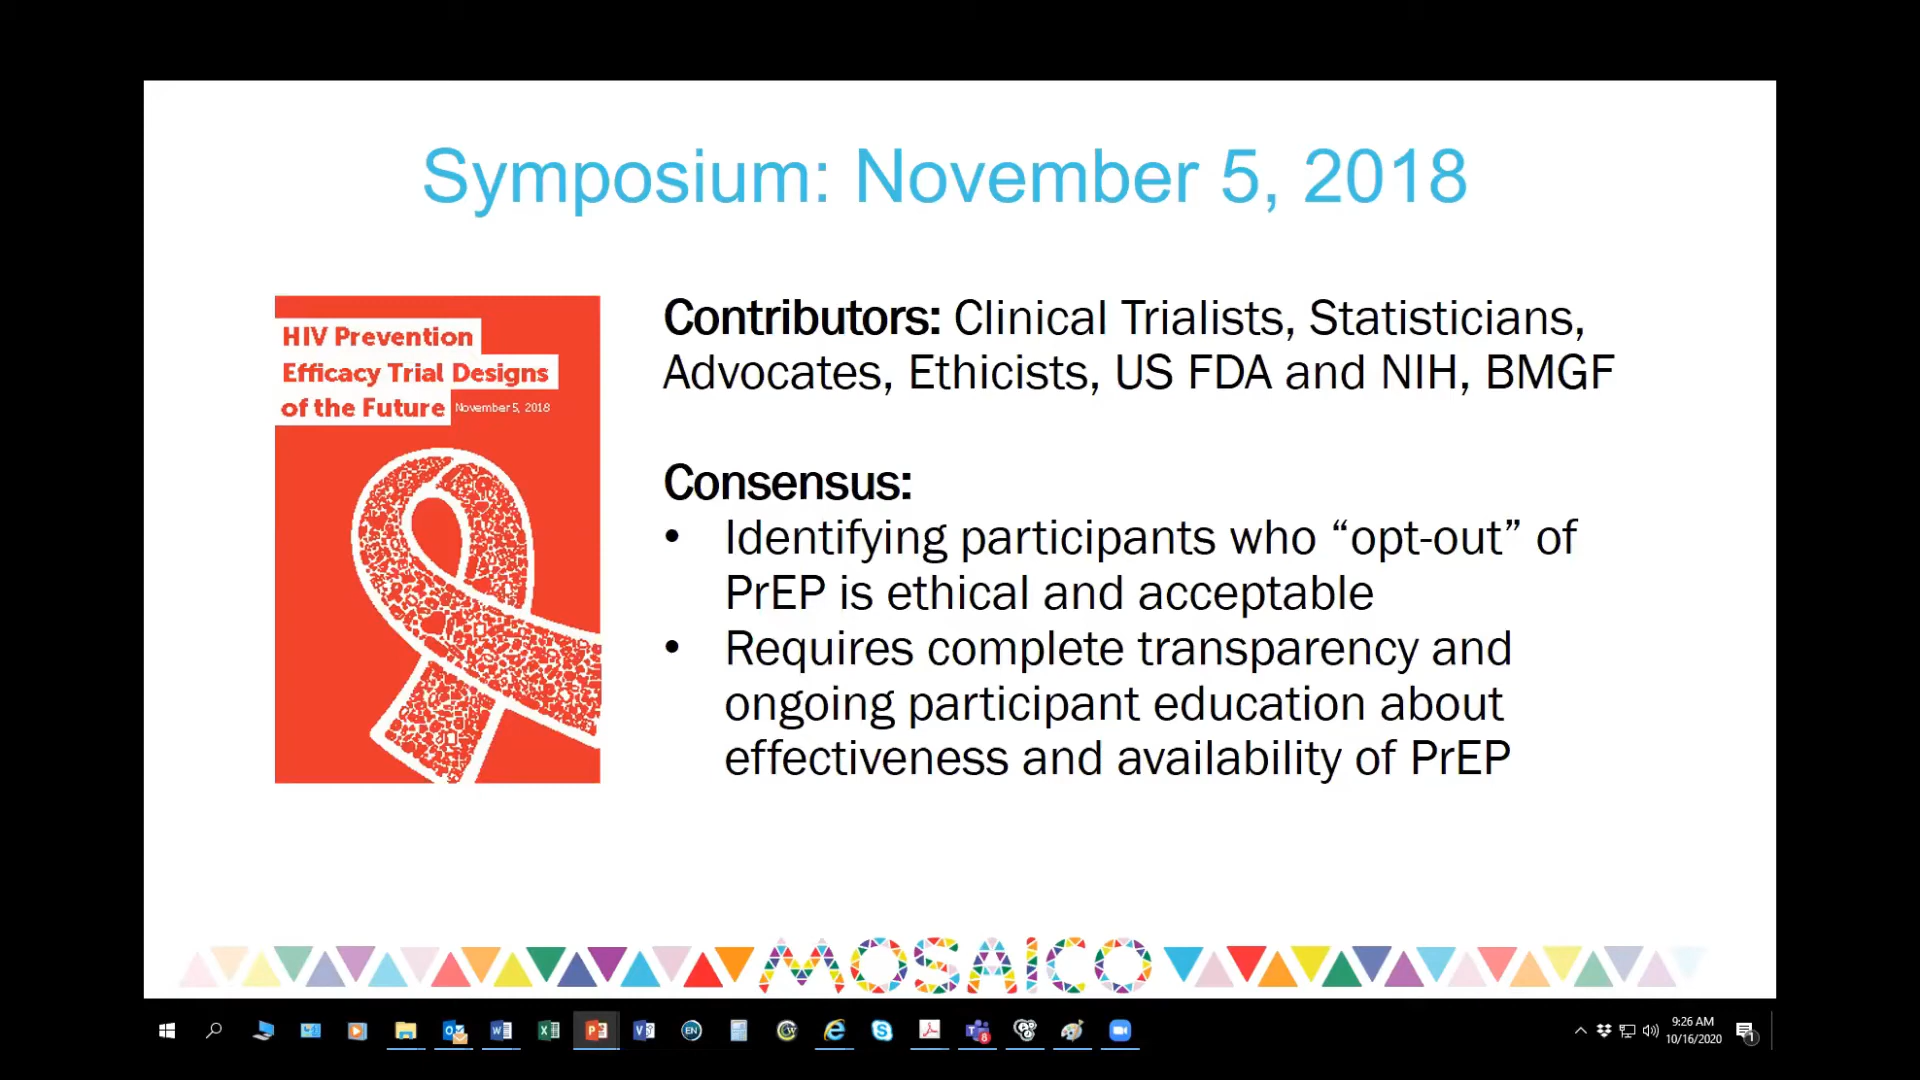 Symposium: November 5, 2018
HIV Prevention
Efficacy Trial Designs
of the Future November 5, 2018
Contributors: Clinical Trialists, Statisticians,
Advocates, Ethicists, US FDA and NIH, BMGF
Consensus:
• Identifying participants who “opt-out” of
PrEP is ethical and acceptable
• Requires complete transparency and
ongoing participant education about
effectiveness and availability of PrEP
MOSAICO
EN
8
9:26 AM
10/16/2020
1